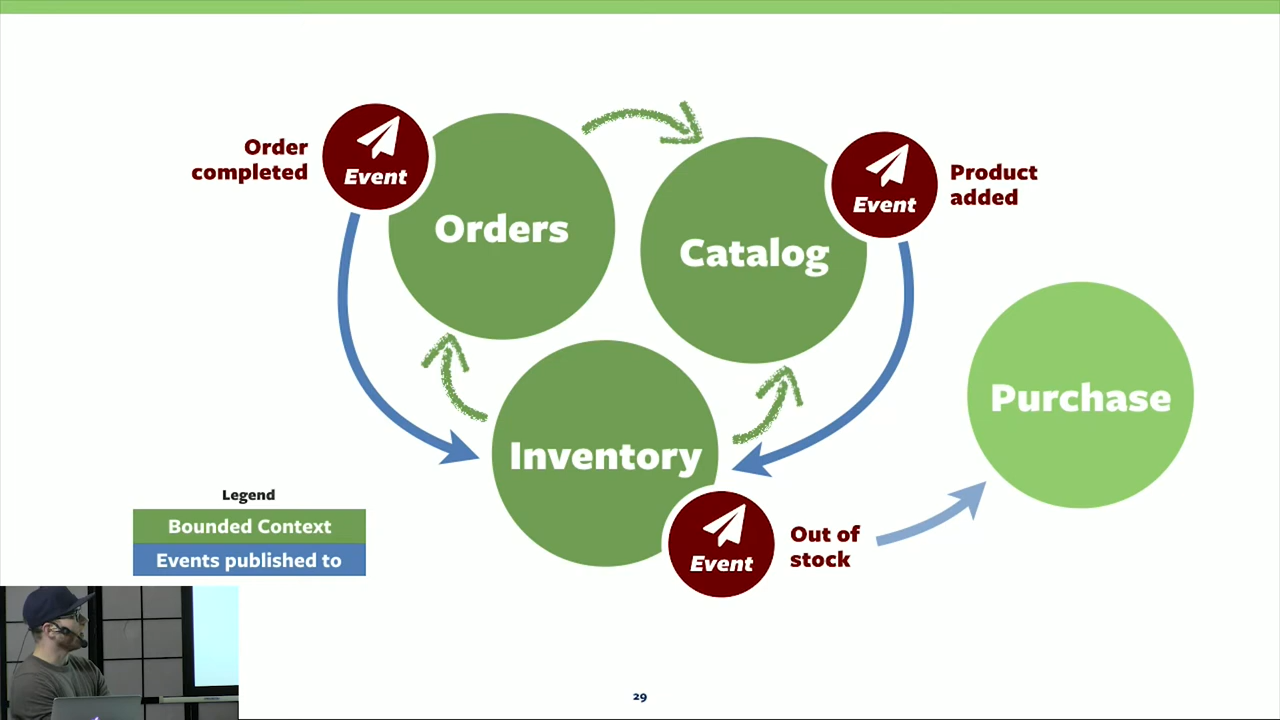 Order
completed
Event
Orders
Catalog
Event
Product
added
Inventory
Purchase
Event
Out of
stock
Legend
Bounded Context
Events published to
29